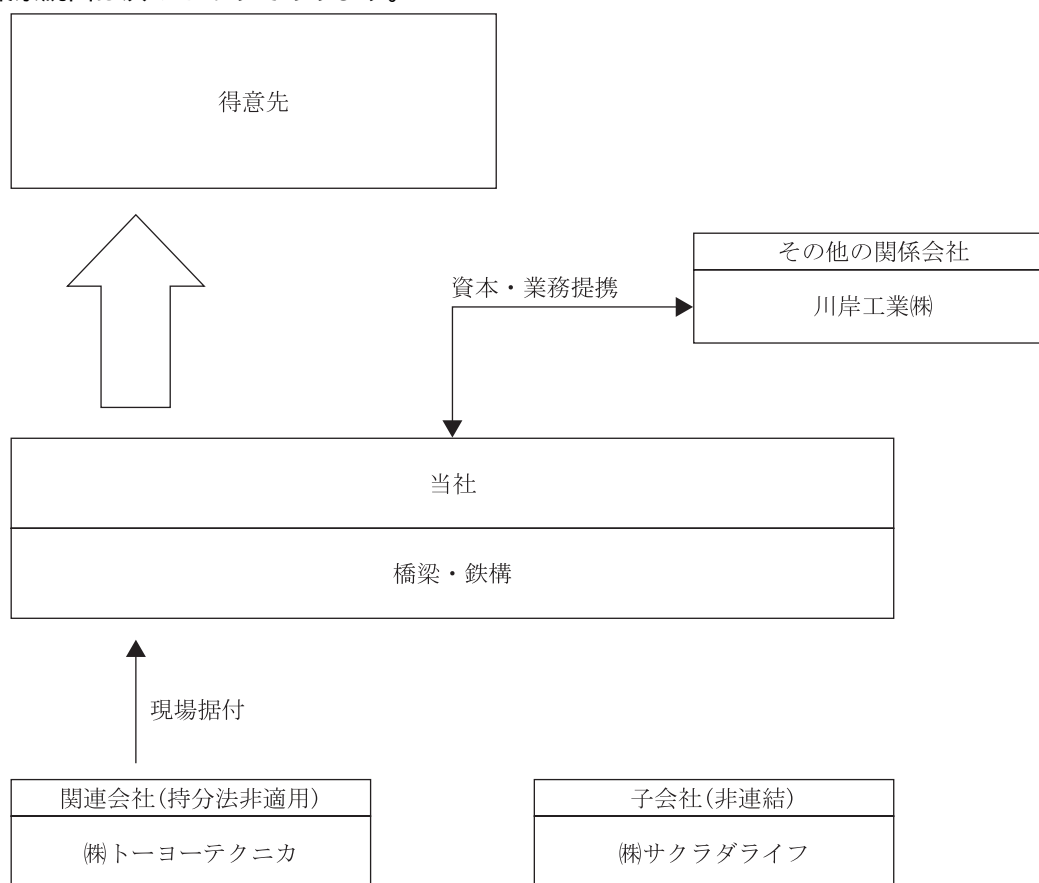 得意先
その他の関係会社
資本・業務提携
川岸工業㈱
当社
橋梁・鉄構
現場据付
関連会社(持分法非適用)
子会社(非連結)
㈱トーヨーテクニカ
㈱サクラダライフ